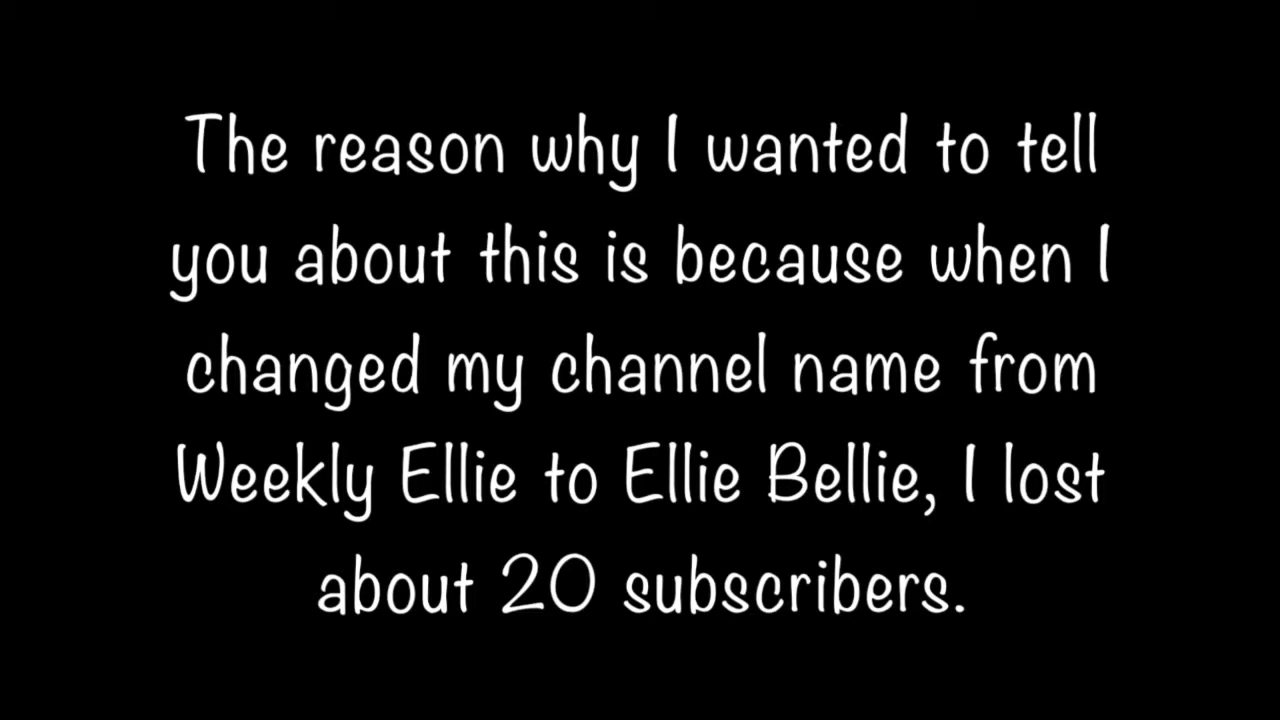 The reason why I wanted to tell
you about this is because when I
changed my channel name from
Weekly Ellie to Ellie Bellie, I lost
about 20 subscribers.